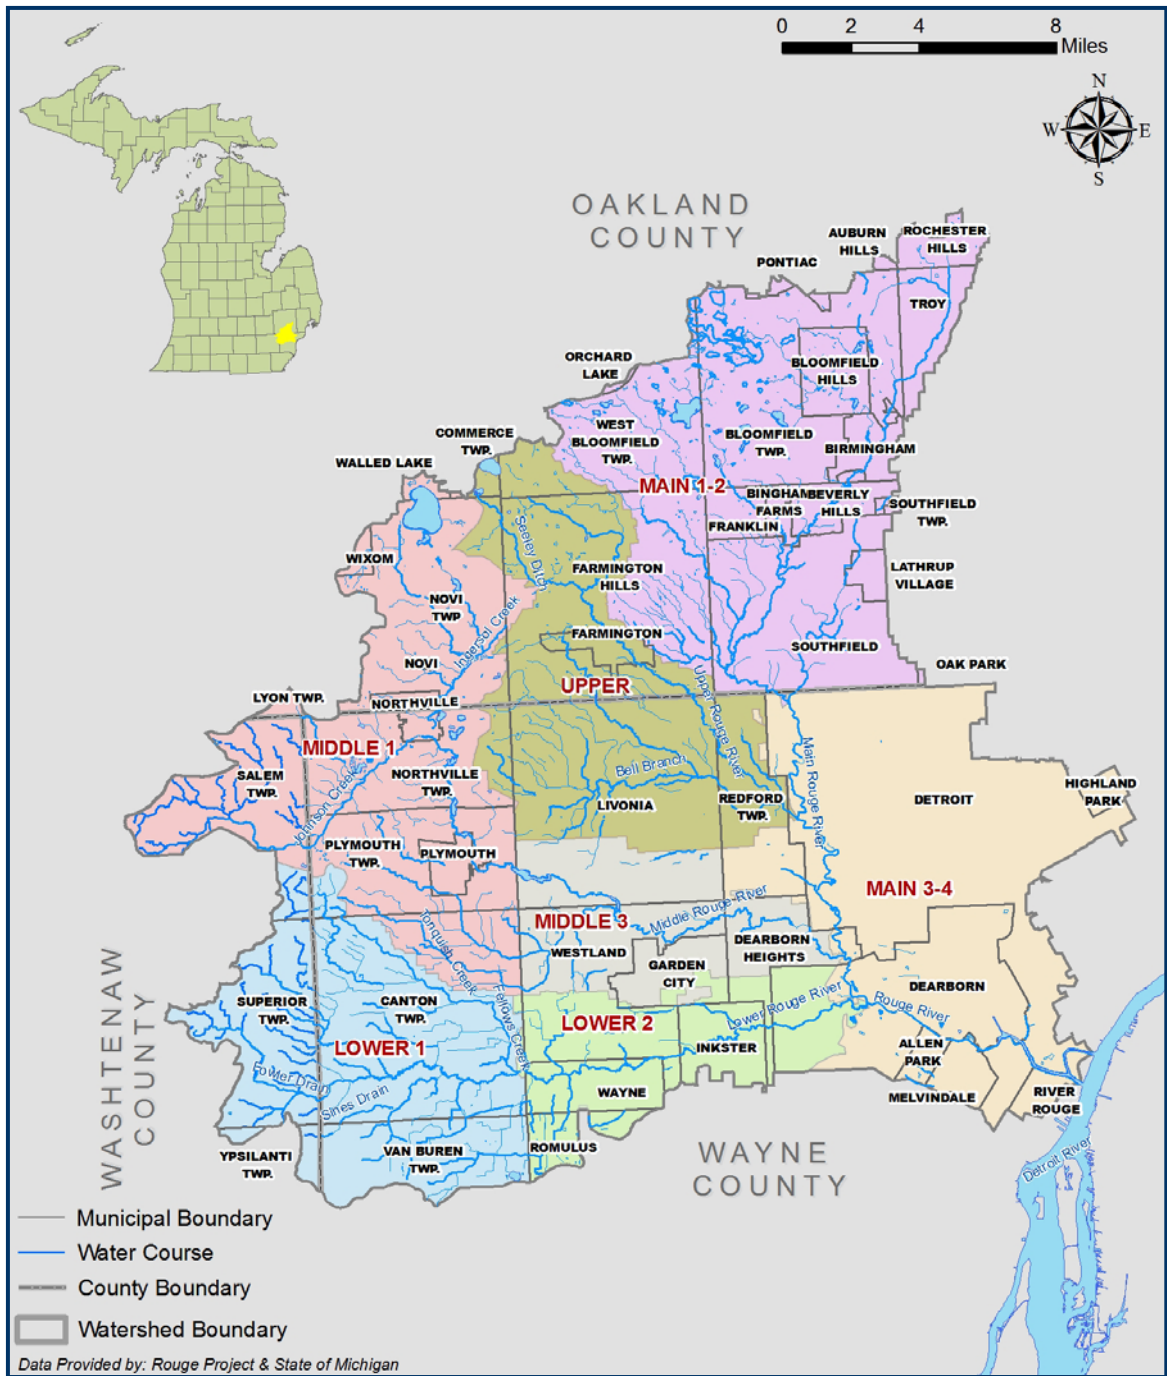 0 2 4 8
Miles
N
W E
S
OAKLAND
COUNTY
AUBURN
HILLS
ROCHESTER
HILLS
PONTIAC
TROY
ORCHARD
LAKE
BLOOMFIELD
HILLS
WEST
BLOOMFIELD
TWP.
BLOOMFIELD
TWP.
COMMERCE
TWP.
BIRMINGHAM
WALLED LAKE
MAIN 1-2
BINGHAM
FARMS
BEVERLY
HILLS
SOUTHFIELD
TWP.
FRANKLIN
Seeley Ditch
WIXOM
FARMINGTON
HILLS
LATHRUP
VILLAGE
NOVI
TWP
Ingersol Creek
FARMINGTON
SOUTHFIELD
NOVI
OAK PARK
UPPER
Upper Rouge River
LYON TWP.
NORTHVILLE
MIDDLE 1
Main Rouge River
SALEM
TWP.
NORTHVILLE
TWP.
Bell Branch
Johnson Creek
LIVONIA
REDFORD
TWP.
DETROIT
HIGHLAND
PARK
PLYMOUTH
TWP.
PLYMOUTH
MAIN 3-4
MIDDLE 3
Middle Rouge River
Tonquish Creek
WESTLAND
DEARBORN
HEIGHTS
GARDEN
CITY
WASHTENAW
COUNTY
SUPERIOR
TWP.
CANTON
TWP.
Fellows Creek
DEARBORN
Lower Rouge River
Rouge River
LOWER 2
LOWER 1
INKSTER
ALLEN
PARK
Fowler Drain
Sines Drain
WAYNE
MELVINDALE
RIVER
ROUGE
YPSILANTI
TWP.
VAN BUREN
TWP.
ROMULUS
WAYNE
COUNTY
Detroit River
Municipal Boundary
Water Course
County Boundary
Watershed Boundary
Data Provided by: Rouge Project & State of Michigan